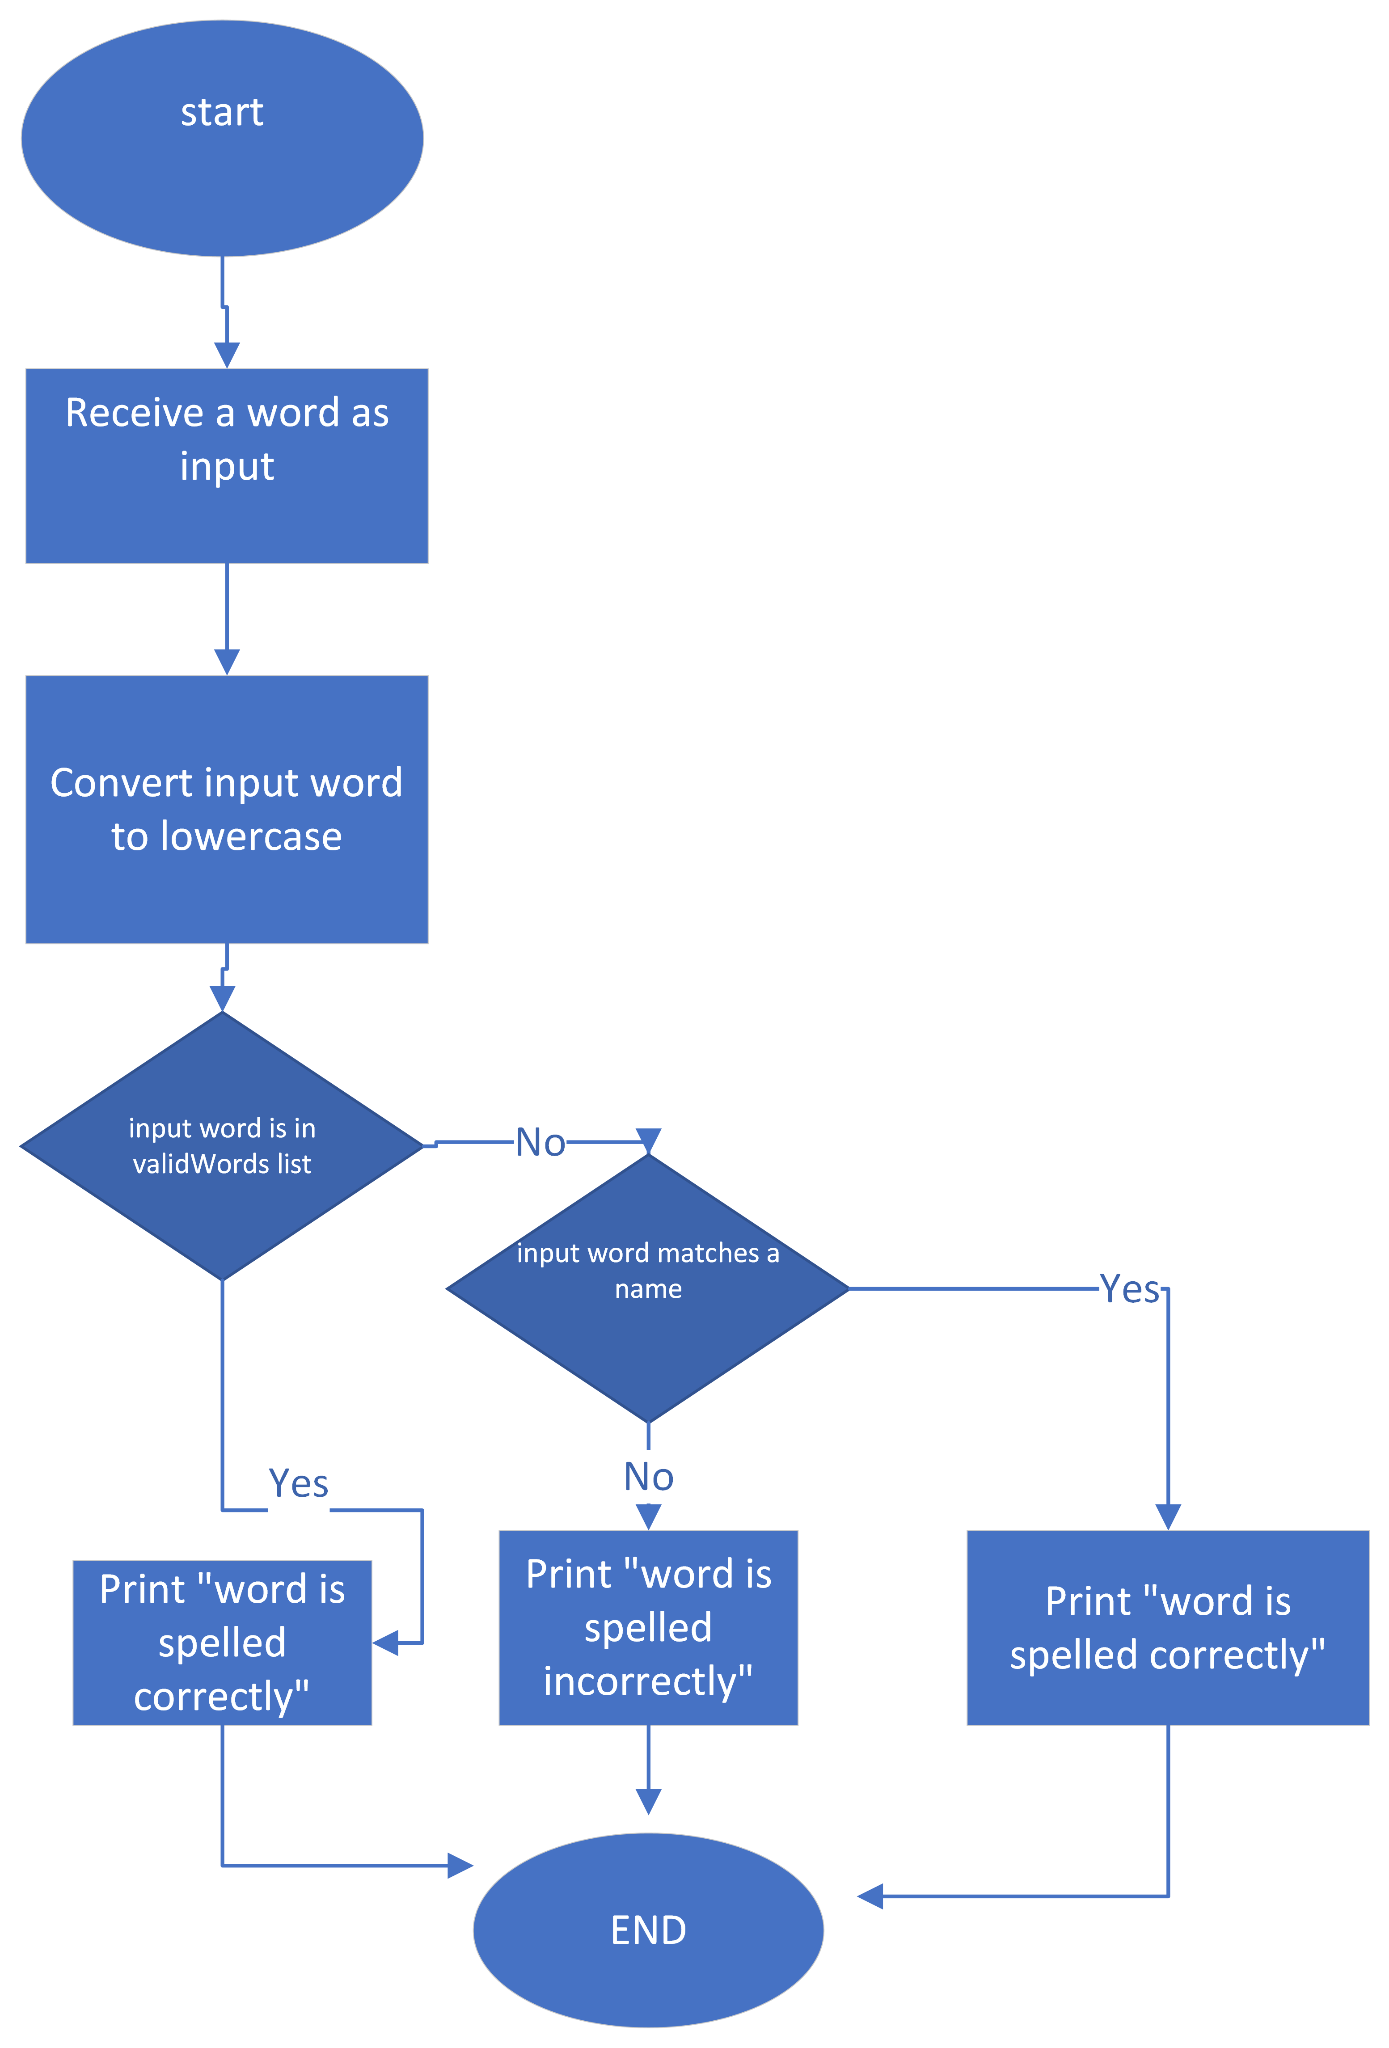 start
Receive a word as
input
Convert input word
to lowercase
input word is in
validWords list
No
input word matches a
name
Yes
Yes
No
Print "word is
spelled
correctly"
Print "word is
spelled
incorrectly"
Print "word is
spelled correctly"
END